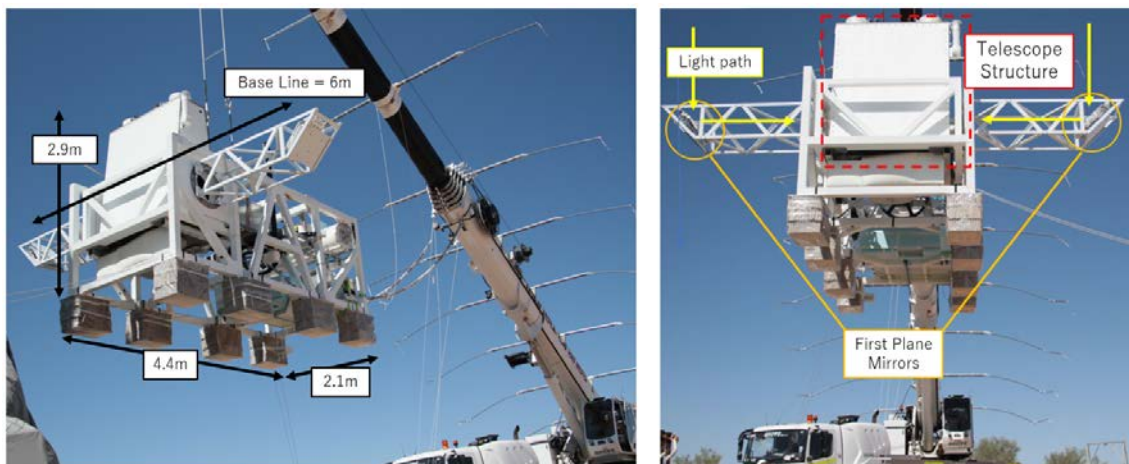 Base Line = 6m
2.9m
4.4m
2.1m
Light path
Telescope
Structure
First Plane
Mirrors